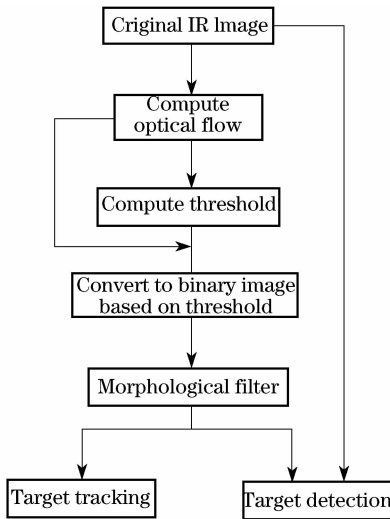 Criginal IR lmage
Compute
optical flow
Compute threshold
Convert to binary image
based on threshold
Morphological filter
Target tracking
Target detection